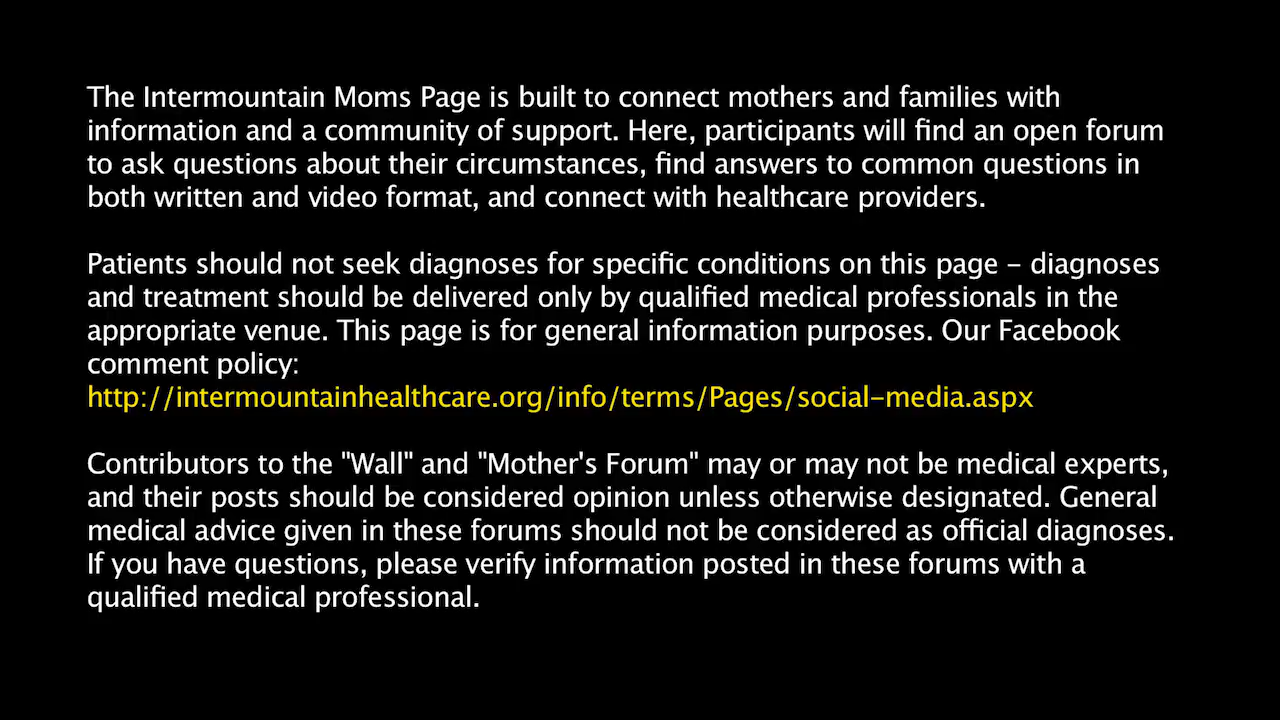 The Intermountain Moms Page is built to connect mothers and families with
information and a community of support. Here, participants will find an open forum
to ask questions about their circumstances, find answers to common questions in
both written and video format, and connect with healthcare providers.
Patients should not seek diagnoses for specific conditions on this page – diagnoses
and treatment should be delivered only by qualified medical professionals in the
appropriate venue. This page is for general information purposes. Our Facebook
comment policy:
http://intermountainhealthcare.org/info/terms/Pages/social-media.aspx
Contributors to the "Wall" and "Mother's Forum" may or may not be medical experts,
and their posts should be considered opinion unless otherwise designated. General
medical advice given in these forums should not be considered as official diagnoses.
If you have questions, please verify information posted in these forums with a
qualified medical professional.